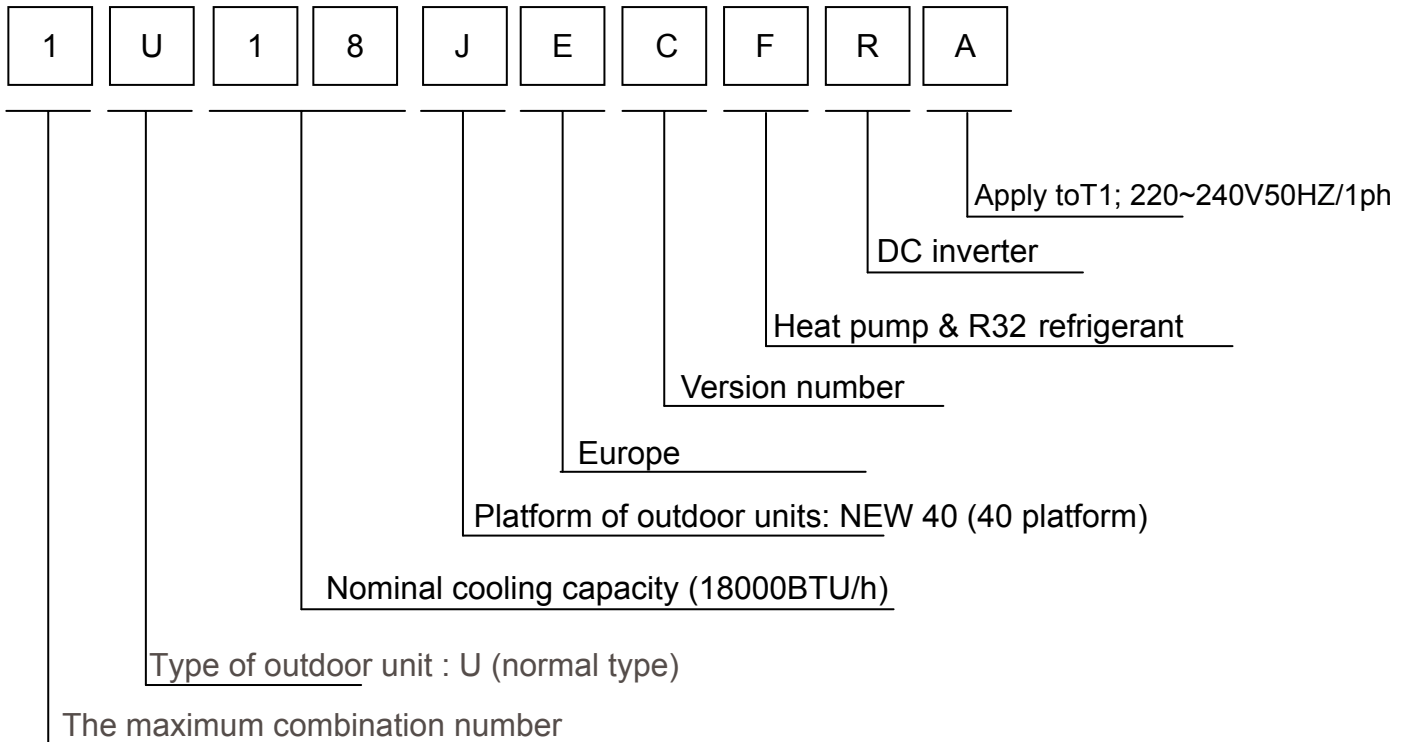 1 U 1 8 J E C F R A
Apply toT1; 220~240V50HZ/1ph
DC inverter
Heat pump & R32 refrigerant
Version number
Europe
Platform of outdoor units: NEW 40 (40 platform)
Nominal cooling capacity (18000BTU/h)
Type of outdoor unit : U (normal type)
The maximum combination number